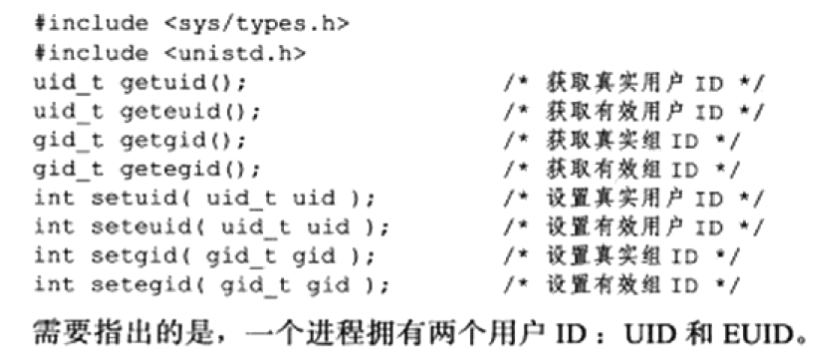 #include <sys/types.h>
#include <unistd.h>
uid_t getuid(); /* 获取真实用户 ID */
uid_t geteuid(); /* 获取有效用户 ID */
gid_t getgid(); /* 获取真实组 ID */
gid_t getegid(); /* 获取有效组 ID */
int setuid( uid_t uid ); /* 设置真实用户 ID */
int seteuid( uid_t uid ); /* 设置有效用户 ID */
int setgid( gid_t gid ); /* 设置真实组 ID */
int setegid( gid_t gid ); /* 设置有效组 ID */
需要指出的是，一个进程拥有两个用户 ID：UID 和 EUID。